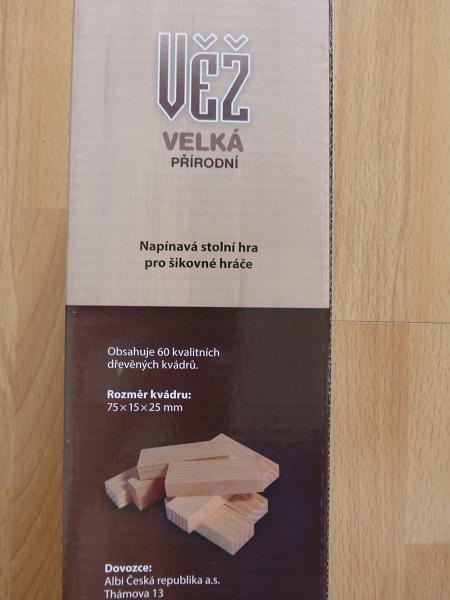 Věž
VELKÁ
PŘÍRODNÍ
Napínavá stolní hra
pro šikovné hráče
Obsahuje 60 kvalitních
dřevěných kvádrů.
Rozměr kvádru:
75×15×25 mm
Dovozce:
Albi Česká republika a.s.
Thámova 13